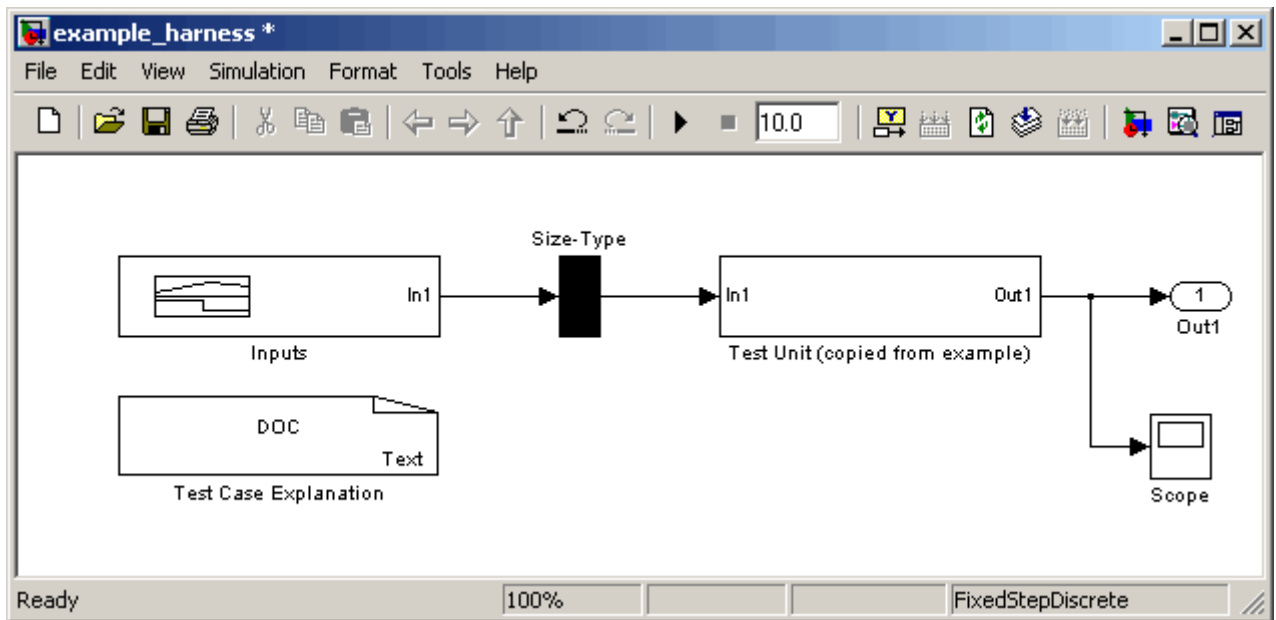 example_harness *
File Edit View Simulation Format Tools Help
10.0
Y
Size-Type
In1
In1
Out1
1
Out1
Inputs
Test Unit (copied from example)
DOC
Text
Test Case Explanation
Scope
Ready 100% FixedStepDiscrete